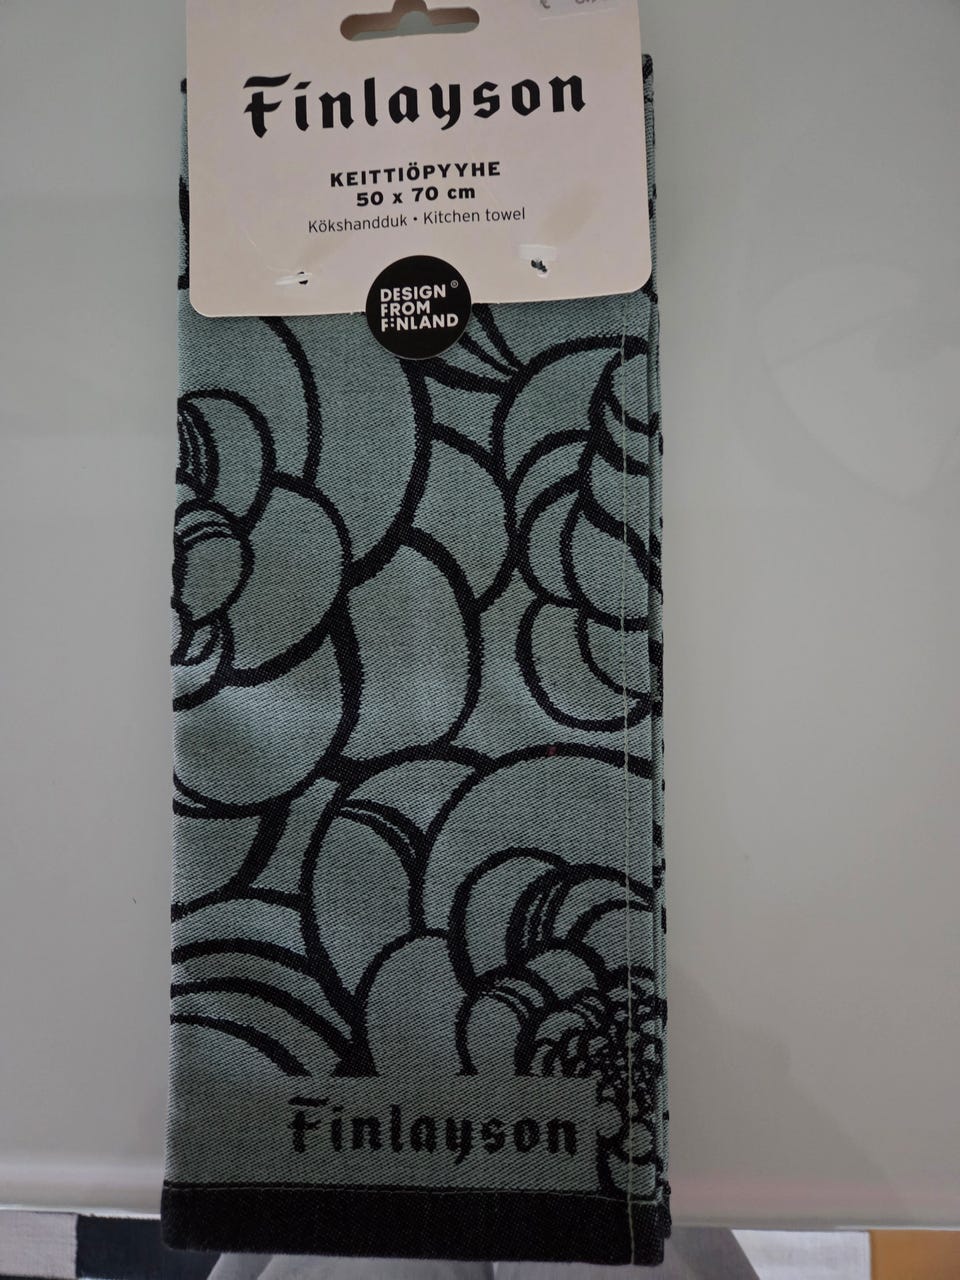 Finlayson
KEITTIÖPYYHE
50 x 70 cm
Kökshandduk • Kitchen towel
DESIGN ®
FROM
FINLAND
Finlayson